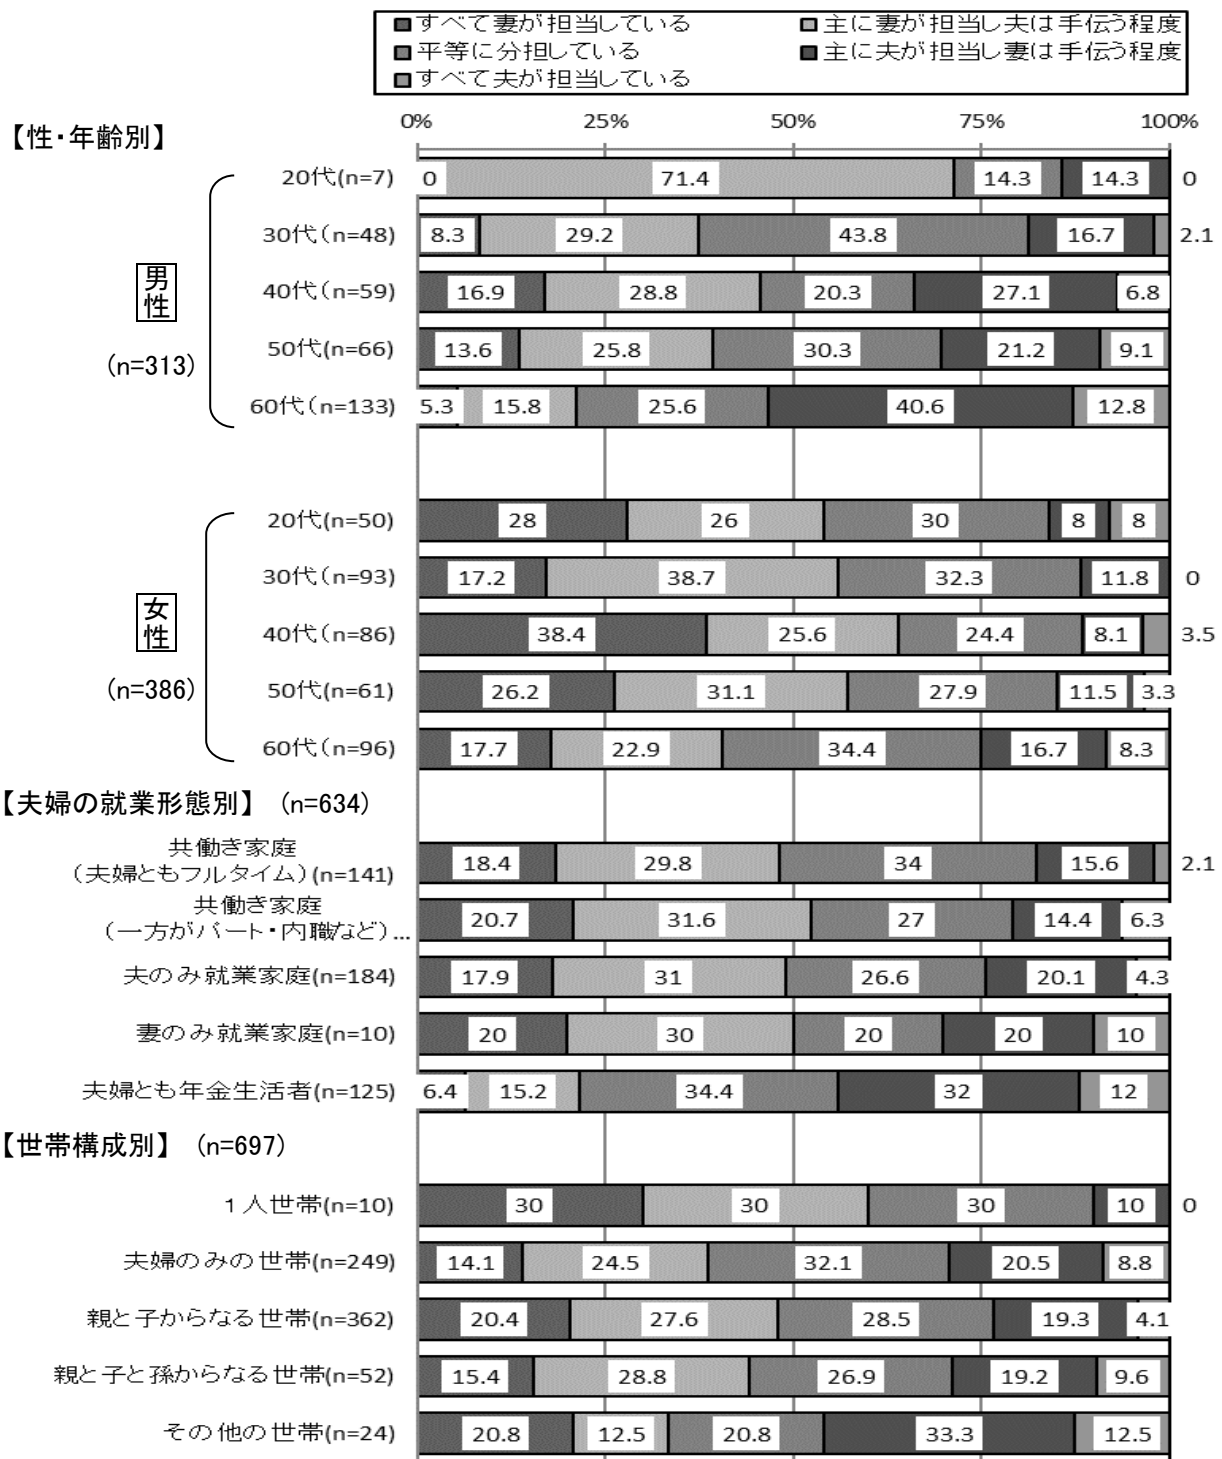 すべて妻が担当している 主に妻が担当し夫は手伝う程度
平等に分担している 主に夫が担当し妻は手伝う程度
すべて夫が担当している
0% 25% 50% 75% 100%
【性・年齢別】
20代(n=7) 0 71.4 14.3 14.3 0
30代(n=48) 8.3 29.2 43.8 16.7 2.1
男性
40代(n=59) 16.9 28.8 20.3 27.1 6.8
50代(n=66) 13.6 25.8 30.3 21.2 9.1
(n=313)
60代(n=133) 5.3 15.8 25.6 40.6 12.8
20代(n=50) 28 26 30 8 8
30代(n=93) 17.2 38.7 32.3 11.8 0
女性
40代(n=86) 38.4 25.6 24.4 8.1 3.5
(n=386)
50代(n=61) 26.2 31.1 27.9 11.5 3.3
60代(n=96) 17.7 22.9 34.4 16.7 8.3
【夫婦の就業形態別】 (n=634)
共働き家庭
(夫婦ともフルタイム)(n=141) 18.4 29.8 34 15.6 2.1
共働き家庭
(一方がパート・内職など)… 20.7 31.6 27 14.4 6.3
夫のみ就業家庭(n=184) 17.9 31 26.6 20.1 4.3
妻のみ就業家庭(n=10) 20 30 20 20 10
夫婦とも年金生活者(n=125) 6.4 15.2 34.4 32 12
【世帯構成別】 (n=697)
1人世帯(n=10) 30 30 30 10 0
夫婦のみの世帯(n=249) 14.1 24.5 32.1 20.5 8.8
親と子からなる世帯(n=362) 20.4 27.6 28.5 19.3 4.1
親と子と孫からなる世帯(n=52) 15.4 28.8 26.9 19.2 9.6
その他の世帯(n=24) 20.8 12.5 20.8 33.3 12.5